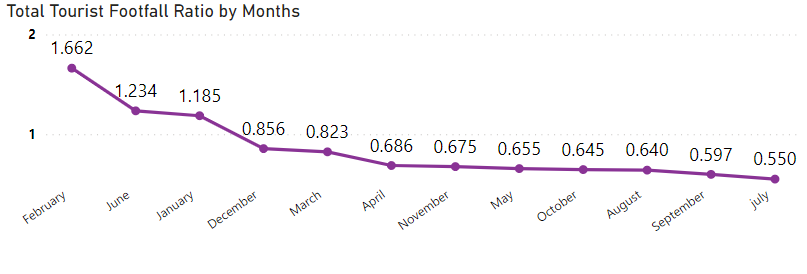 Total Tourist Footfall Ratio by Months
2
1.662
1.234
1.185
0.856
0.823
0.686
0.675
0.655
0.645
0.640
0.597
0.550
1
February
June
January
December
March
April
November
May
October
August
September
july